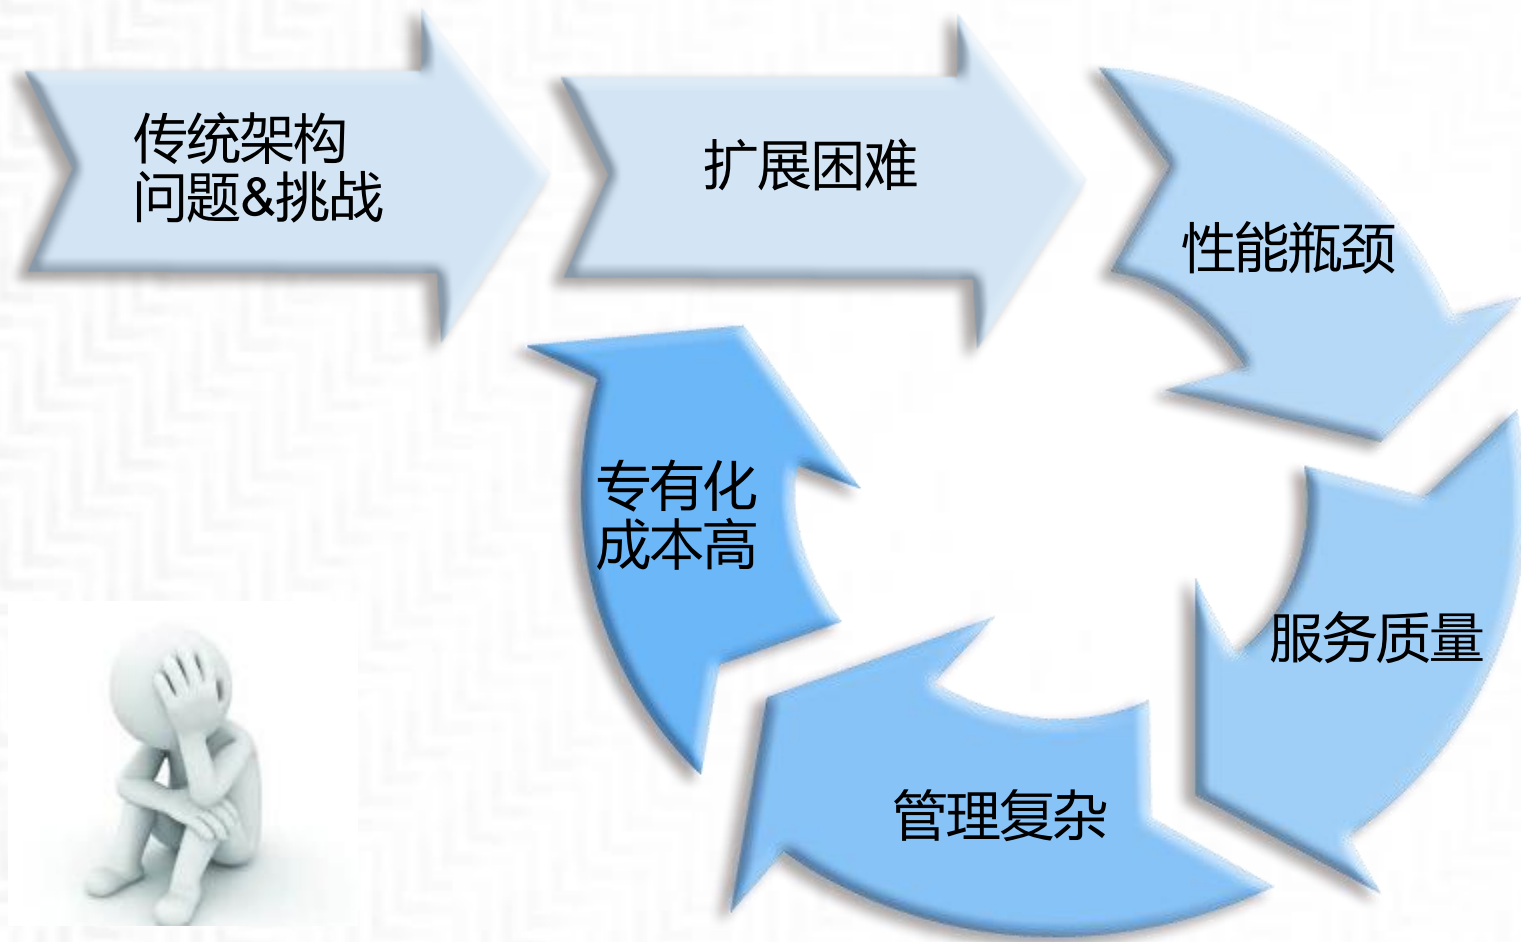 传统架构
问题&挑战
扩展困难
性能瓶颈
服务质量
管理复杂
专有化
成本高